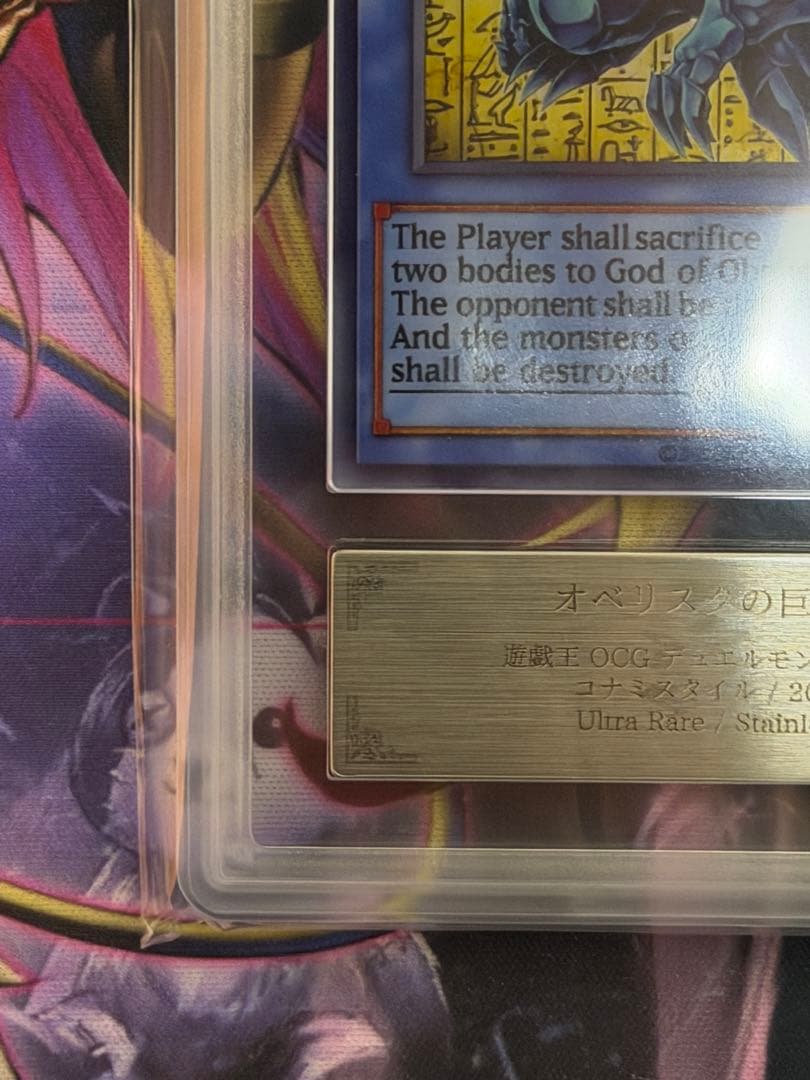 The Player shall sacrifice
two bodies to God of
The opponent shall be
And the monsters
shall be destroyed.
©
オベリスクの巨
遊戯王 OCG デュエルモン
コナミスタイル / 20
Ultra Rare / Stainl